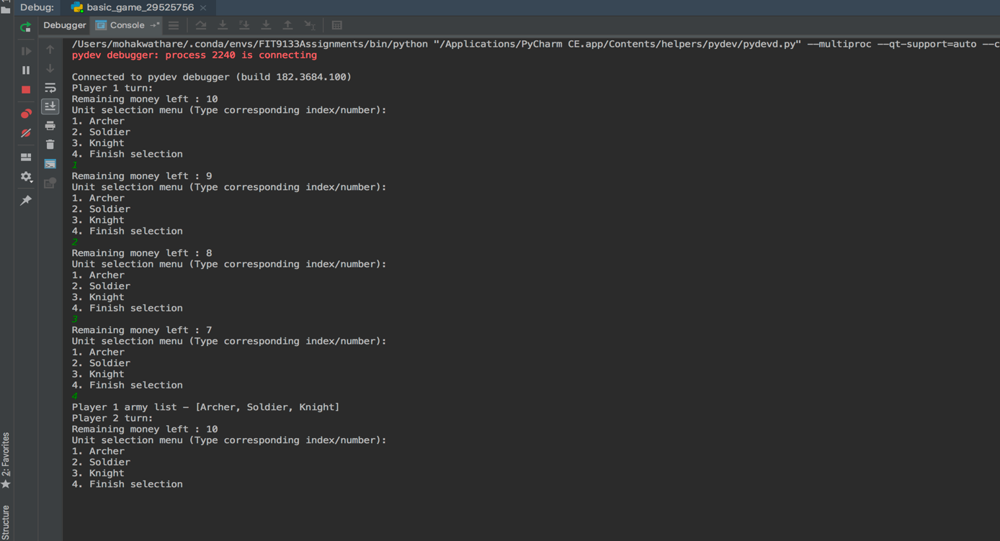 Debug: basic_game_29525756
Debugger Console
/Users/mohakwathare/.conda/envs/FIT9133Assignments/bin/python "/Applications/PyCharm CE.app/Contents/helpers/pydev/pydevd.py" --multiproc --qt-support=auto --c
pydev debugger: process 2240 is connecting
Connected to pydev debugger (build 182.3684.100)
Player 1 turn:
Remaining money left : 10
Unit selection menu (Type corresponding index/number):
1. Archer
2. Soldier
3. Knight
4. Finish selection
1
Remaining money left : 9
Unit selection menu (Type corresponding index/number):
1. Archer
2. Soldier
3. Knight
4. Finish selection
2
Remaining money left : 8
Unit selection menu (Type corresponding index/number):
1. Archer
2. Soldier
3. Knight
4. Finish selection
3
Remaining money left : 7
Unit selection menu (Type corresponding index/number):
1. Archer
2. Soldier
3. Knight
4. Finish selection
4
Player 1 army list - [Archer, Soldier, Knight]
Player 2 turn:
Remaining money left : 10
Unit selection menu (Type corresponding index/number):
1. Archer
2. Soldier
3. Knight
4. Finish selection
2: Favorites
Structure